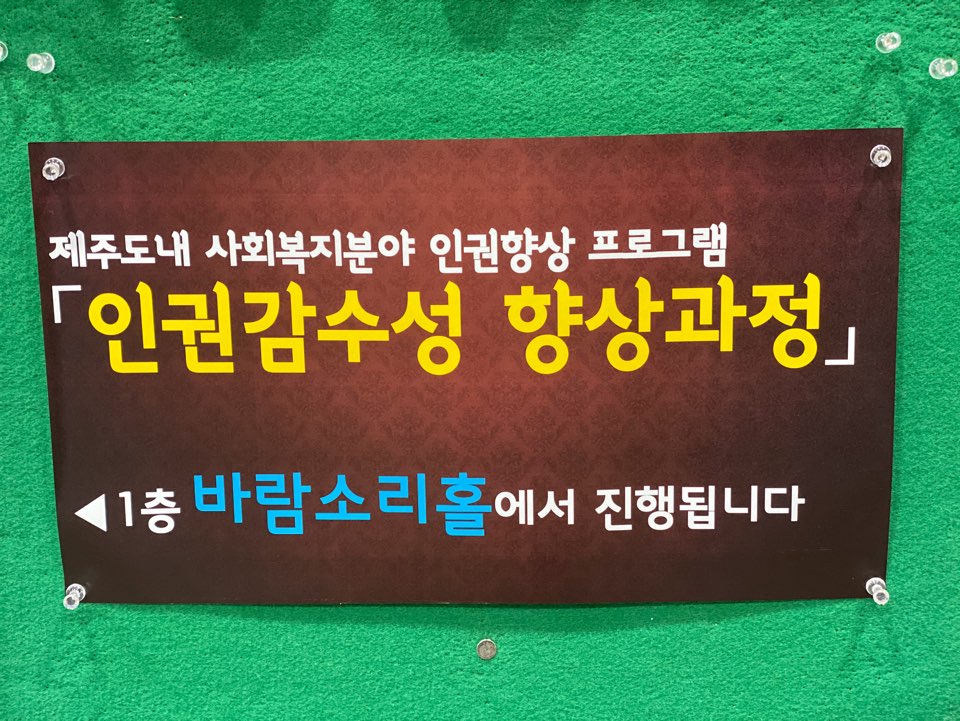 제주도내 사회복지분야 인권향상 프로그램
「인권감수성 향상과정」
◀1층 바람소리홀에서 진행됩니다